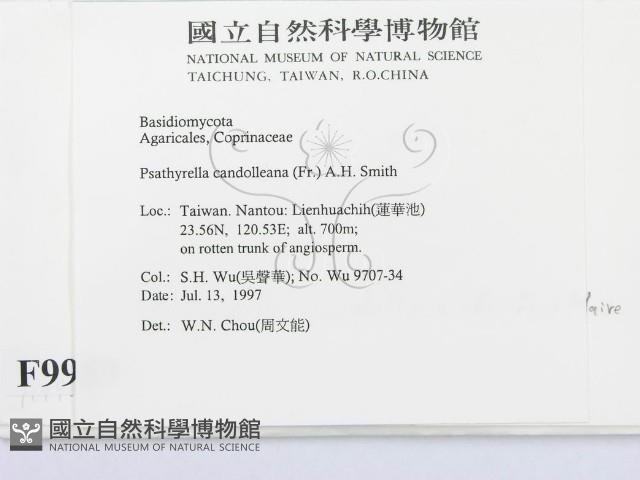 國立自然科學博物館
NATIONAL MUSEUM OF NATURAL SCIENCE
TAICHUNG, TAIWAN, R.O.CHINA
Basidiomycota
Agaricales, Coprinaceae
Psathyrella candolleana (Fr.) A.H. Smith
Loc.: Taiwan. Nantou: Lienhuachih(蓮華池)
23.56N, 120.53E; alt. 700m;
on rotten trunk of angiosperm.
Col.: S.H. Wu(吳聲華); No. Wu 9707-34
Date: Jul. 13, 1997
Det.: W.N. Chou(周文能)
aire
F99
國立自然科學博物館
NATIONAL MUSEUM OF NATURAL SCIENCE